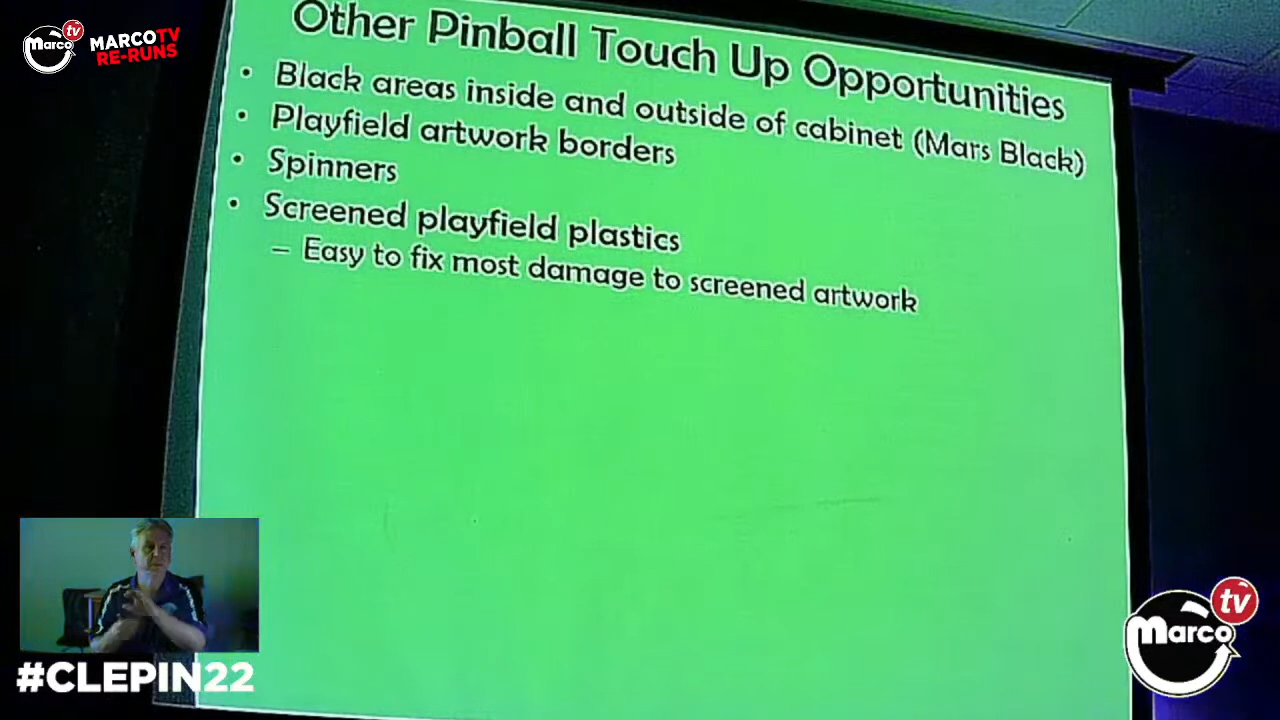 marco tv
MARCOTV
RE-RUNS
Other Pinball Touch Up Opportunities
• Black areas inside and outside of cabinet (Mars Black)
• Playfield artwork borders
• Spinners
• Screened playfield plastics
– Easy to fix most damage to screened artwork
#CLEPIN22
marco tv